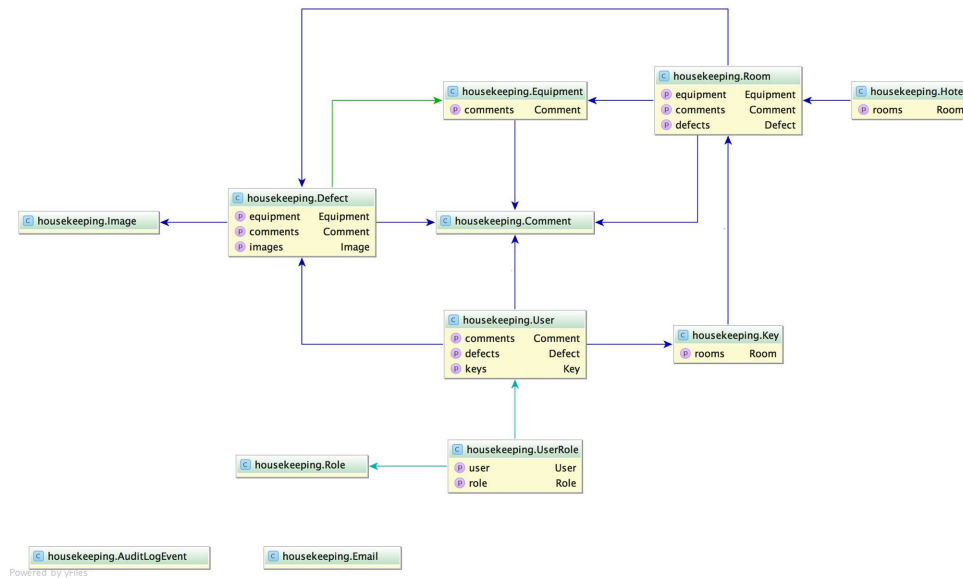 housekeeping.Room
equipment Equipment
comments Comment
defects Defect
housekeeping.Equipment
comments Comment
housekeeping.Hote
rooms Room
housekeeping.Defect
equipment Equipment
comments Comment
images Image
housekeeping.Image
housekeeping.Comment
housekeeping.User
comments Comment
defects Defect
keys Key
housekeeping.Key
rooms Room
housekeeping.UserRole
user User
role Role
housekeeping.Role
housekeeping.AuditLogEvent
housekeeping.Email
Powered by yFiles